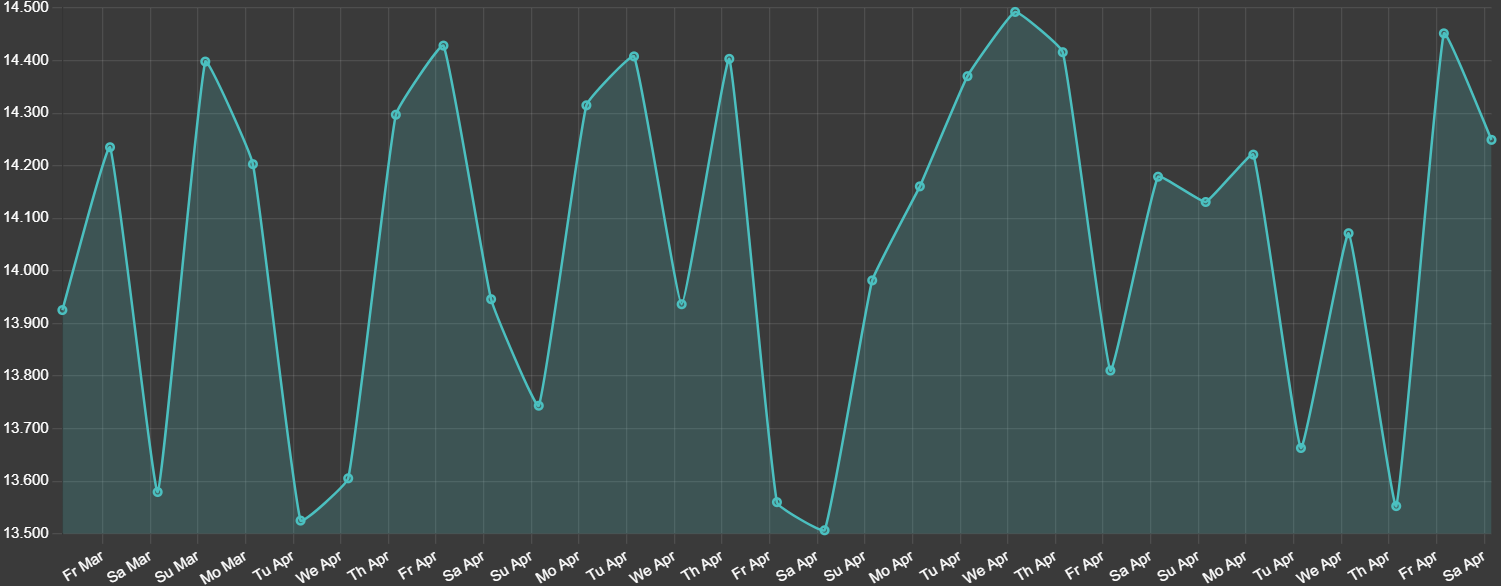 14.500
14.400
14.300
14.200
14.100
14.000
13.900
13.800
13.700
13.600
13.500
Fr Mar
Sa Mar
Su Mar
Mo Mar
Tu Apr
We Apr
Th Apr
Fr Apr
Sa Apr
Su Apr
Mo Apr
Tu Apr
We Apr
Th Apr
Fr Apr
Sa Apr
Su Apr
Mo Apr
Tu Apr
We Apr
Th Apr
Fr Apr
Sa Apr
Su Apr
Mo Apr
Tu Apr
We Apr
Th Apr
Fr Apr
Sa Apr